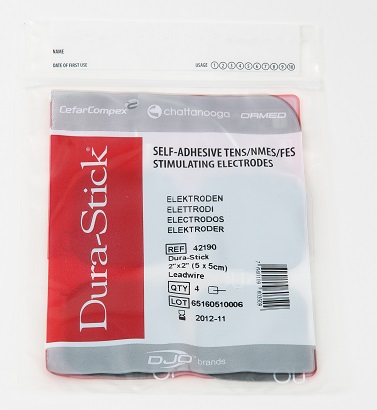 NAME
DATE OF FIRST USE
USAGE 1 2 3 4 5 6 7 8 9 10
CefarCompex chattanooga ORMED
Dura-Stick®
SELF-ADHESIVE TENS/NMES/FES
STIMULATING ELECTRODES
ELEKTRODEN
ELETTRODI
ELECTRODOS
ELEKTRODER
REF 42190
Dura-Stick
2"x2" (5 x 5cm)
Leadwire
QTY 4
LOT 65160510006
2012-11
DJO brands